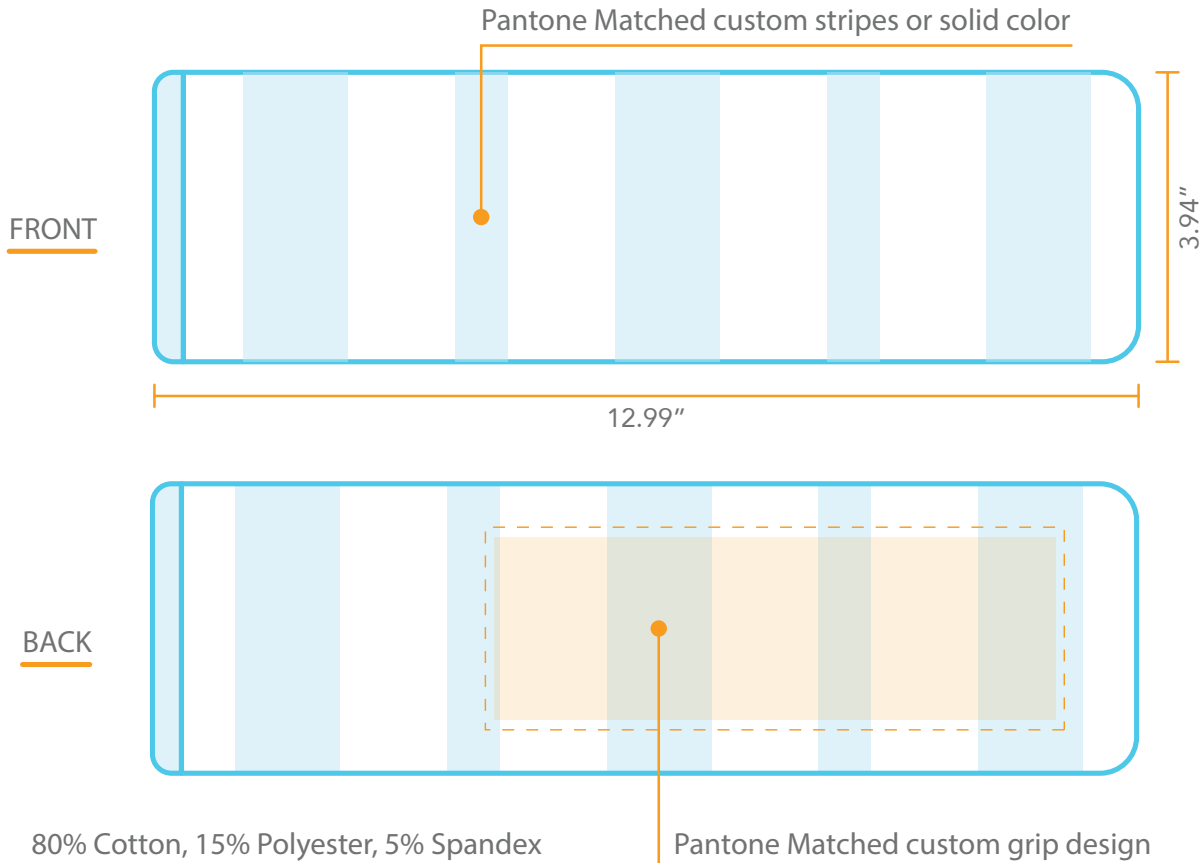 Pantone Matched custom stripes or solid color
FRONT
3.94”
12.99”
BACK
80% Cotton, 15% Polyester, 5% Spandex
Pantone Matched custom grip design